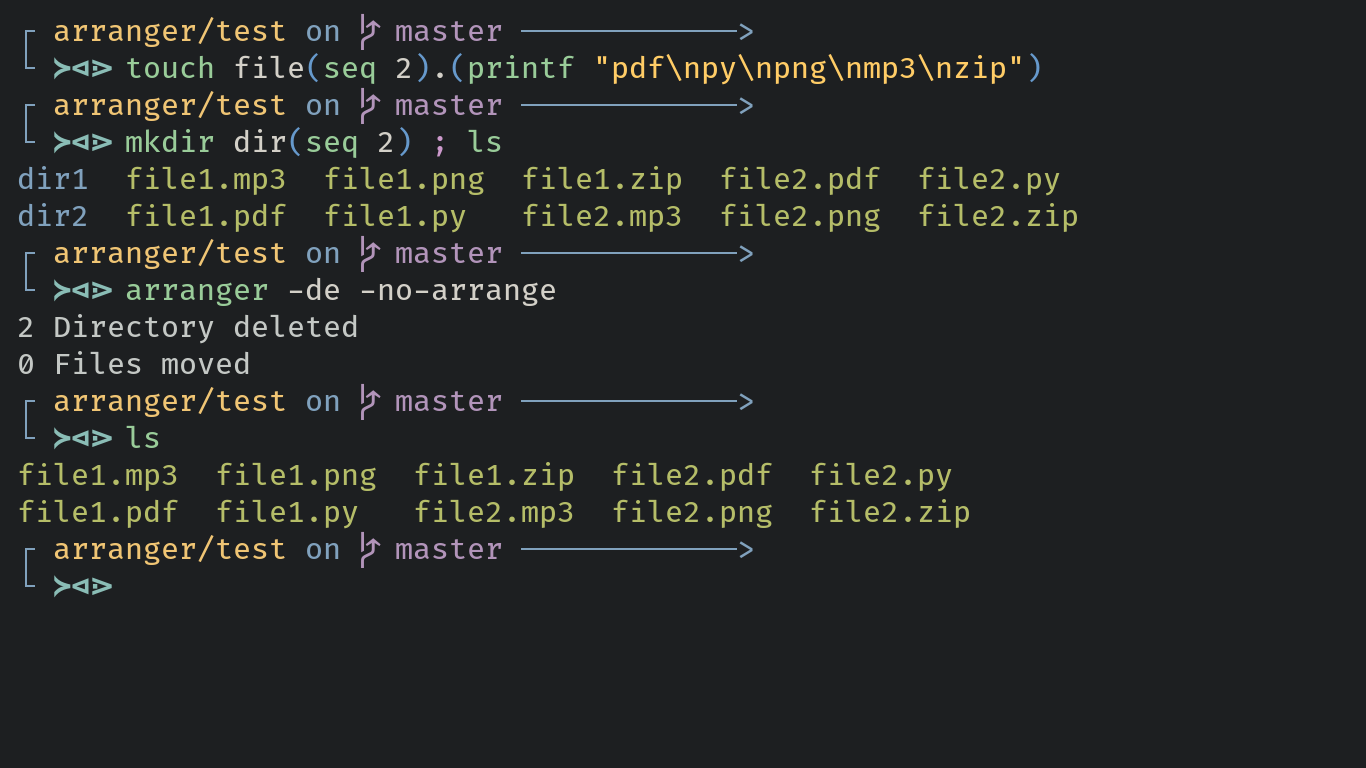 ┌ arranger/test on  master ────────────>
└ ≻⊲⊳ touch file(seq 2).(printf "pdf\npy\npng\nmp3\nzip")
┌ arranger/test on  master ────────────>
└ ≻⊲⊳ mkdir dir(seq 2) ; ls
dir1  file1.mp3  file1.png  file1.zip  file2.pdf  file2.py
dir2  file1.pdf  file1.py   file2.mp3  file2.png  file2.zip
┌ arranger/test on  master ────────────>
└ ≻⊲⊳ arranger -de -no-arrange
2 Directory deleted
0 Files moved
┌ arranger/test on  master ────────────>
└ ≻⊲⊳ ls
file1.mp3  file1.png  file1.zip  file2.pdf  file2.py
file1.pdf  file1.py   file2.mp3  file2.png  file2.zip
┌ arranger/test on  master ────────────>
└ ≻⊲⊳